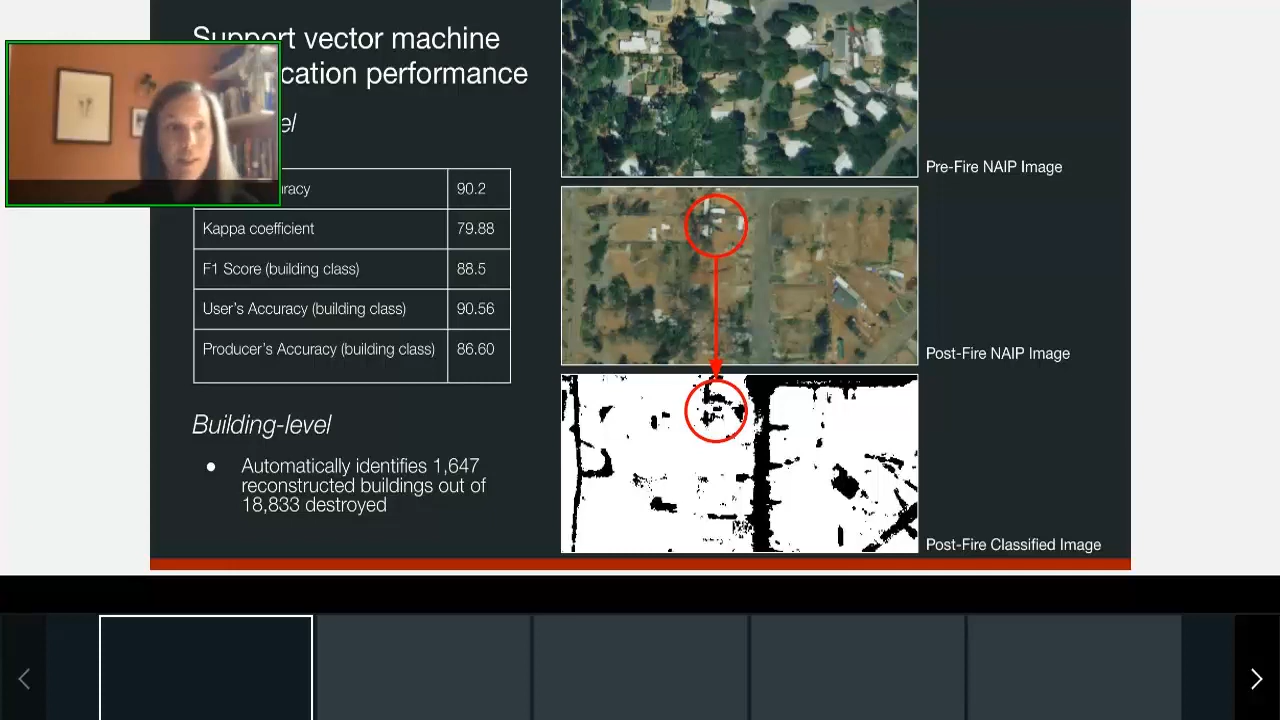 Support vector machine
cation performance
el
racy 90.2
Kappa coefficient 79.88
F1 Score (building class) 88.5
User's Accuracy (building class) 90.56
Producer's Accuracy (building class) 86.60
Building-level
● Automatically identifies 1,647
reconstructed buildings out of
18,833 destroyed
Pre-Fire NAIP Image
Post-Fire NAIP Image
Post-Fire Classified Image